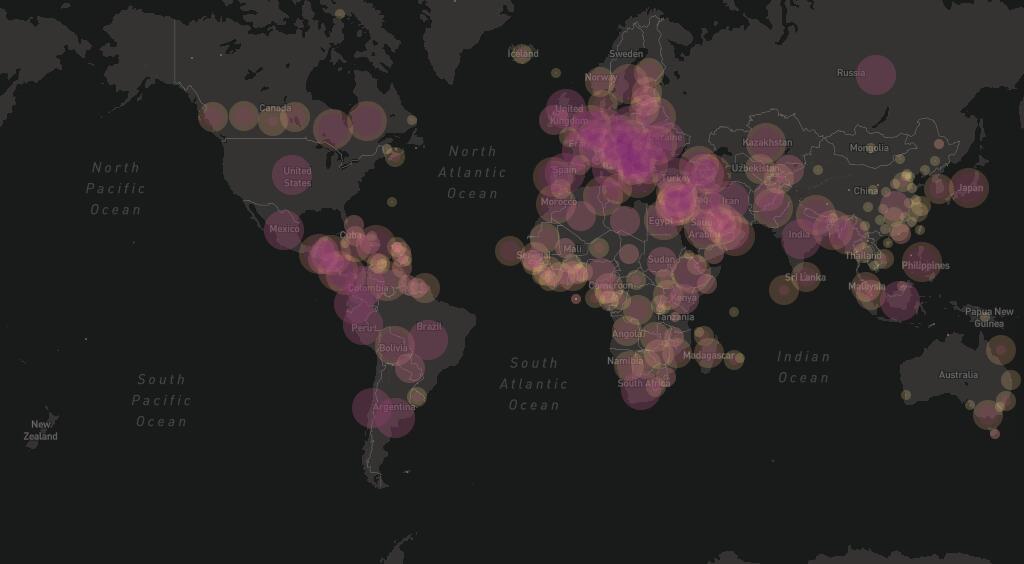 Iceland
Sweden
Norway
Russia
Canada
United
Kingdom
Ukraine
Kazakhstan
Mongolia
North
Pacific
Ocean
North
Atlantic
Ocean
Spain
United
States
Uzbekistan
Turkey
China
Japan
Morocco
Iran
Egypt
Saudi
Arabia
Mexico
Cuba
India
Mali
Senegal
Sudan
Thailand
Philippines
Sri Lanka
Malaysia
Colombia
Cameroon
Kenya
Tanzania
Papua New
Guinea
Peru
Brazil
Bolivia
Angola
Namibia
Madagascar
South
Atlantic
Ocean
Indian
Ocean
Australia
South Africa
South
Pacific
Ocean
Argentina
New
Zealand